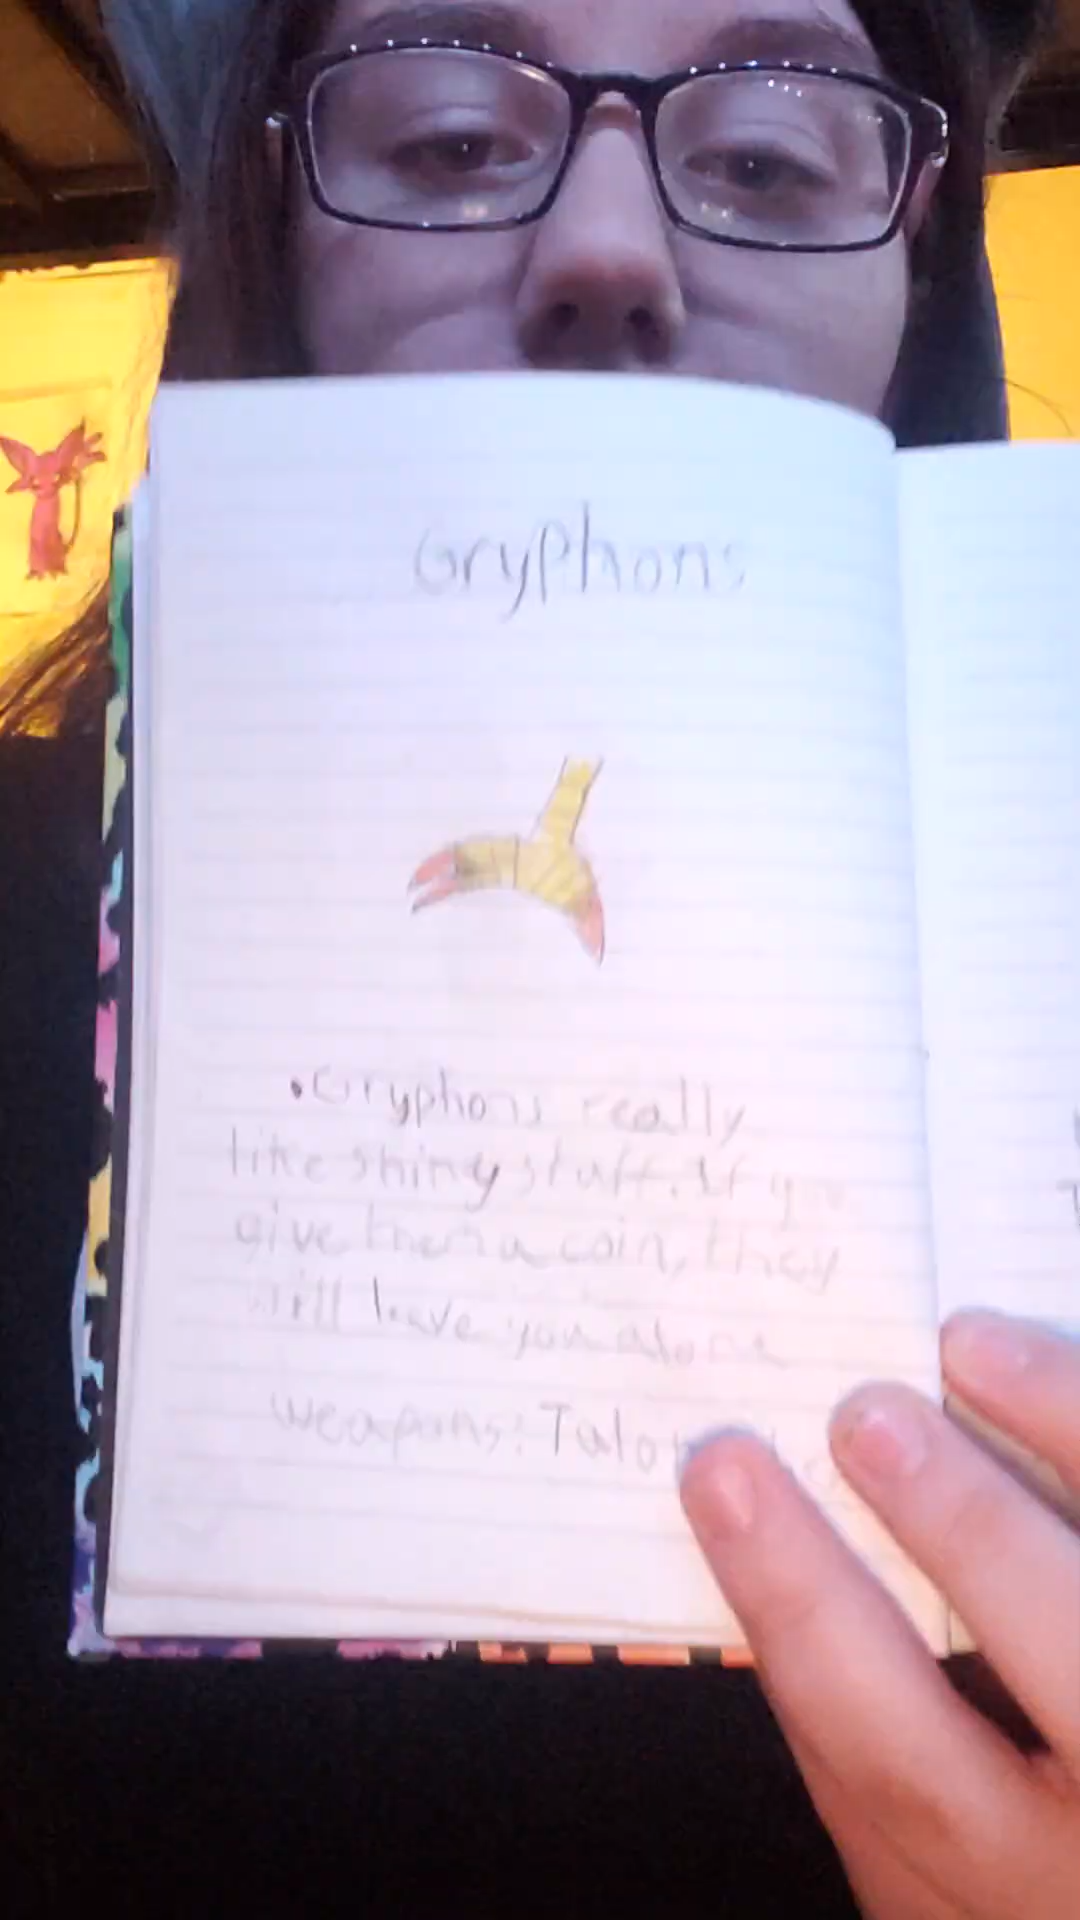 Gryphons
• Gryphons really
like shiny stuff. If you
give them a coin, they
will leave you alone
Weapons: Talo
T